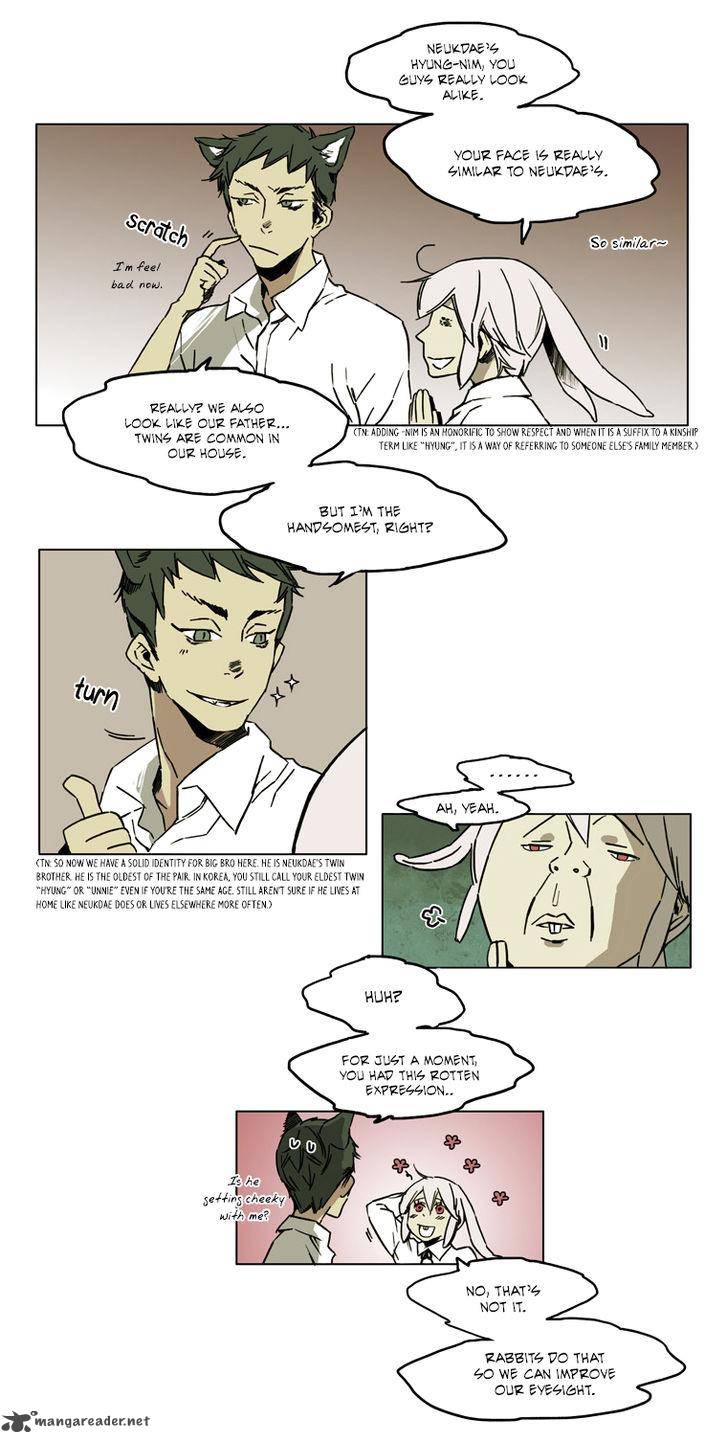 NEUKDAE'S
HYUNG-NIM, YOU
GUYS REALLY LOOK
ALIKE.
YOUR FACE IS REALLY
SIMILAR TO NEUKDAE'S.
So similar~
scratch
I'm feel
bad now.
REALLY? WE ALSO
LOOK LIKE OUR FATHER...
TWINS ARE COMMON IN
OUR HOUSE.
(TN: ADDING -NIM IS AN HONORIFIC TO SHOW RESPECT AND WHEN IT IS A SUFFIX TO A KINSHIP
TERM LIKE "HYUNG", IT IS A WAY OF REFERRING TO SOMEONE ELSE'S FAMILY MEMBER.)
BUT I'M THE
HANDSOMEST, RIGHT?
turn
......
AH, YEAH.
(TN: SO NOW WE HAVE A SOLID IDENTITY FOR BIG BRO HERE. HE IS NEUKDAE'S TWIN
BROTHER. HE IS THE OLDEST OF THE PAIR. IN KOREA, YOU STILL CALL YOUR ELDEST TWIN
"HYUNG" OR "UNNIE" EVEN IF YOU'RE THE SAME AGE. STILL AREN'T SURE IF HE LIVES AT
HOME LIKE NEUKDAE DOES OR LIVES ELSEWHERE MORE OFTEN.)
HUH?
FOR JUST A MOMENT,
YOU HAD THIS ROTTEN
EXPRESSION..
Is he
getting cheeky
with me?
NO, THAT'S
NOT IT.
RABBITS DO THAT
SO WE CAN IMPROVE
OUR EYESIGHT.
mangareader.net